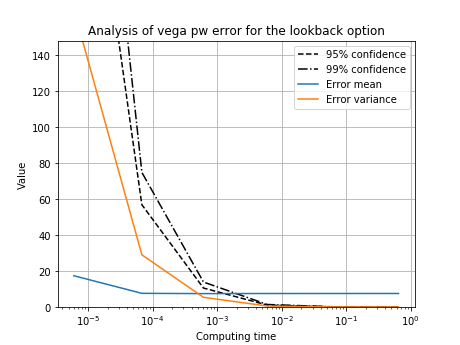 Analysis of vega pw error for the lookback option
95% confidence
99% confidence
Error mean
Error variance
Value
140
120
100
80
60
40
20
0
10⁻⁵
10⁻⁴
10⁻³
10⁻²
10⁻¹
10⁰
Computing time